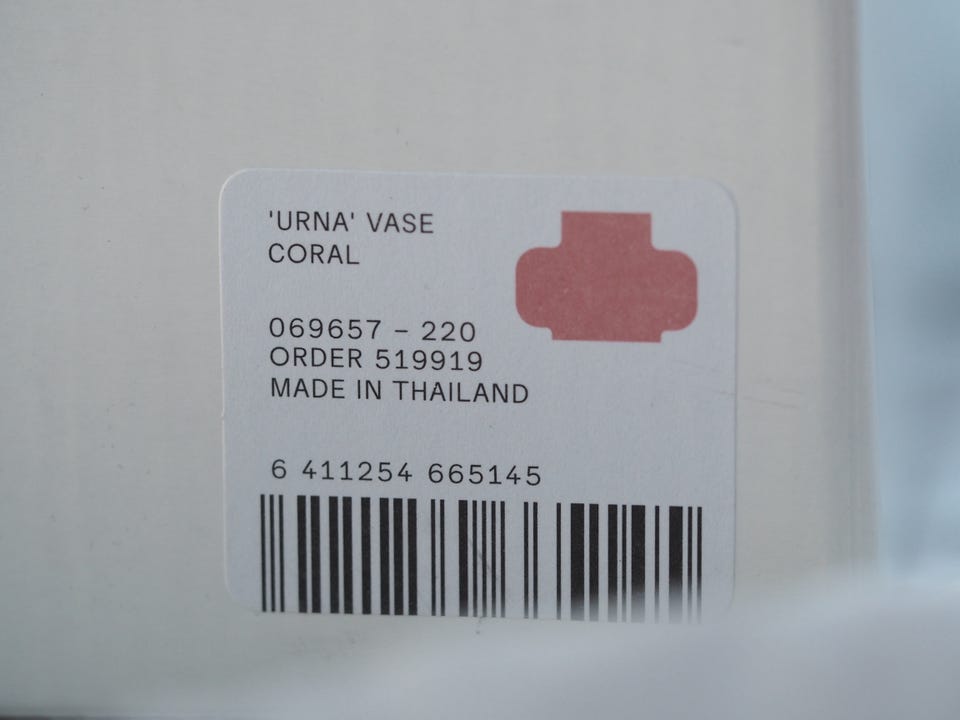 'URNA' VASE
CORAL
069657 – 220
ORDER 519919
MADE IN THAILAND
6 411254 665145